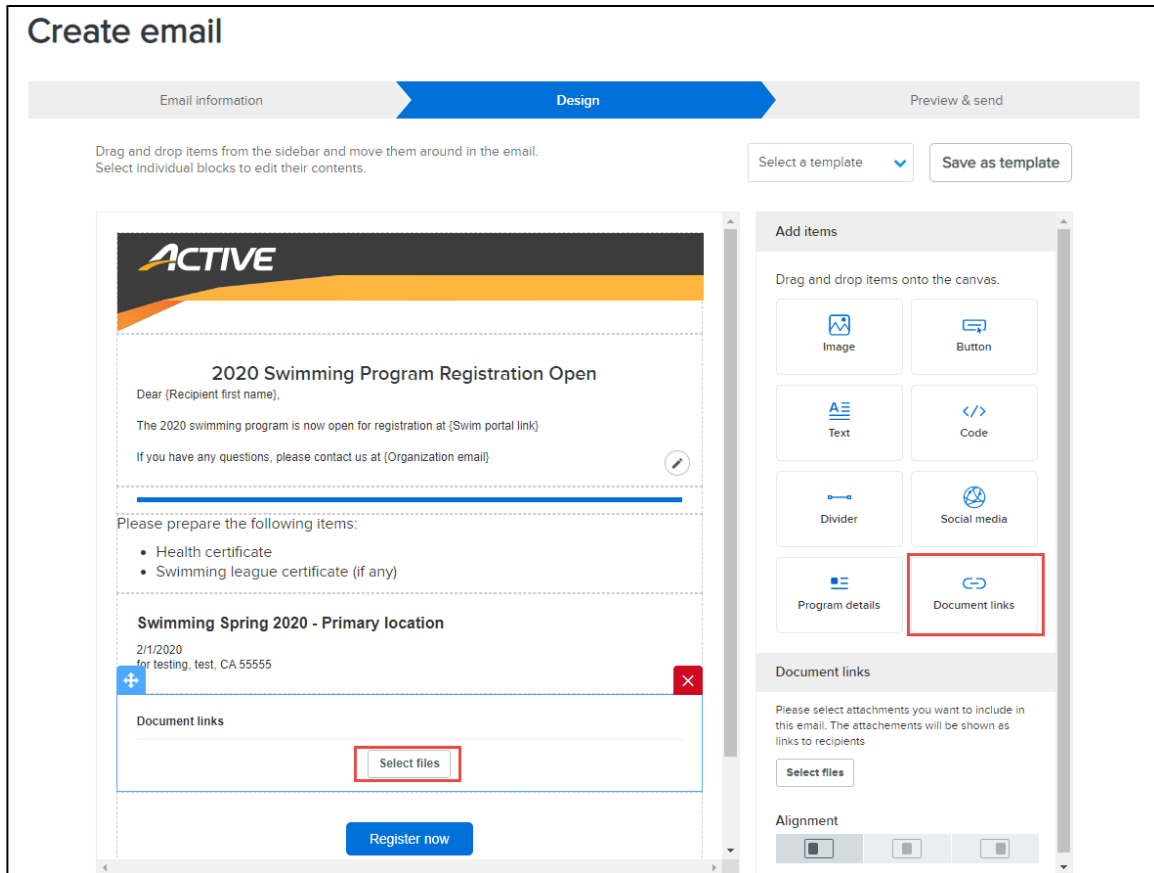 Create email
Email information
Design
Preview & send
Drag and drop items from the sidebar and move them around in the email.
Select individual blocks to edit their contents.
Select a template
Save as template
ACTIVE
2020 Swimming Program Registration Open
Dear {Recipient first name},
The 2020 swimming program is now open for registration at {Swim portal link}
If you have any questions, please contact us at {Organization email}
Please prepare the following items:
• Health certificate
• Swimming league certificate (if any)
Swimming Spring 2020 - Primary location
2/1/2020
for testing, test, CA 55555
Document links
Select files
Register now
Add items
Drag and drop items onto the canvas.
Image
Button
Text
Code
Divider
Social media
Program details
Document links
Document links
Please select attachments you want to include in
this email. The attachements will be shown as
links to recipients
Select files
Alignment